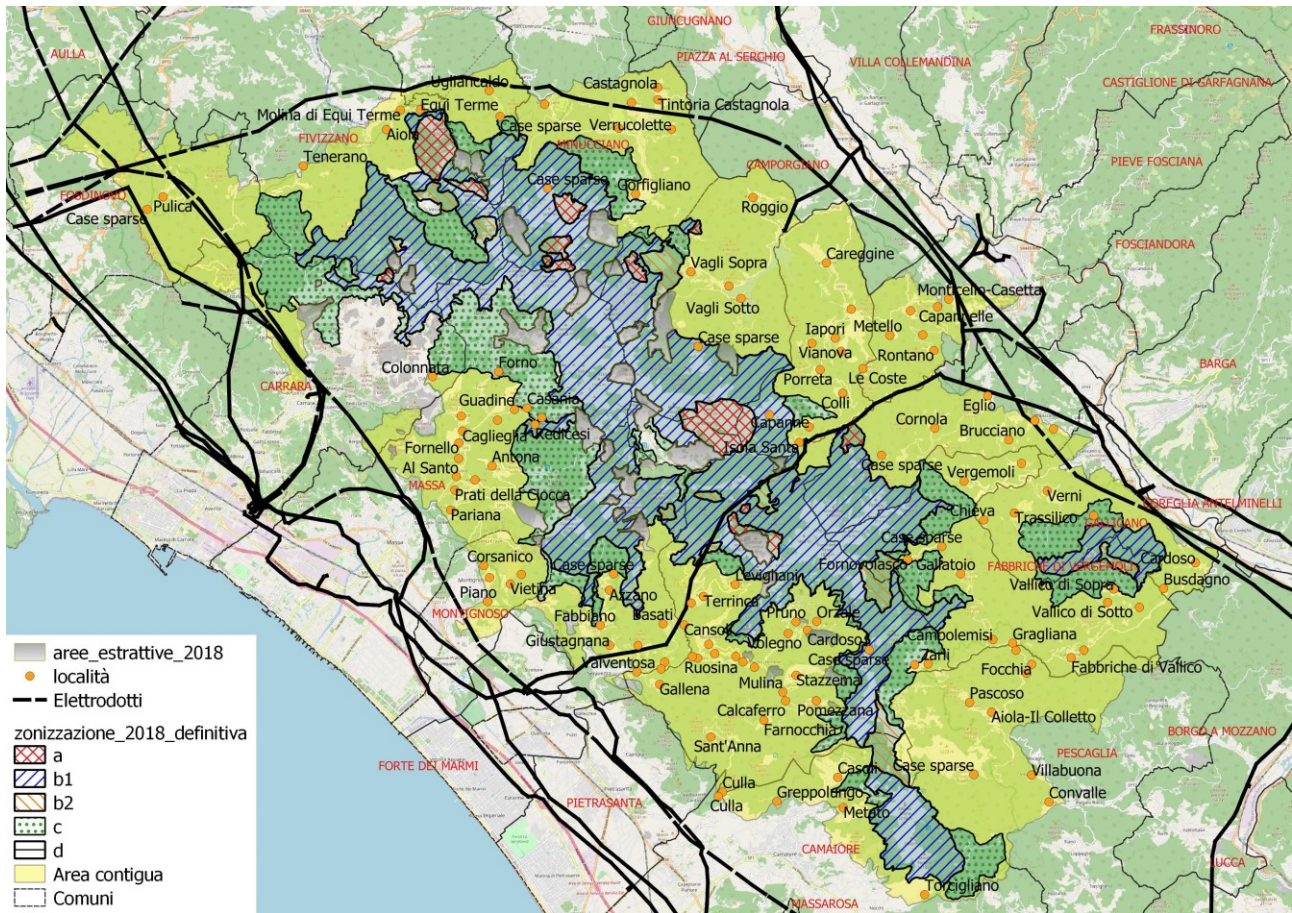 GIUNCUGNANO
FRASSINORO
AULLA
PIAZZA AL SERCHIO
VILLA COLLEMANDINA
Ugliancaldo
Castagnola
CASTIGLIONE DI GARFAGNANA
Equi Terme
Tintoria Castagnola
Molina di Equi Terme
Aiola
Case sparse
Verrucolette
FIVIZZANO
MINUCCIANO
Tenerano
CAMPORGIANO
PIEVE FOSCIANA
FOSDINOVO
Case sparse
Gorfigliano
Pulica
Case sparse
Roggio
FOSCIANDORA
Vagli Sopra
Careggine
Vagli Sotto
Monticello-Casetta
Capannelle
Iapori
Metello
Case sparse
Vianova
Rontano
Colonnata
Forno
BARGA
CARRARA
Porreta
Le Coste
Guadine
Casania
Colli
Eglio
Capanne
Cornola
Caglieglia
Redicesi
Brucciano
Fornello
Isola Santa
Antona
Case sparse
Al Santo
Vergemoli
MASSA
Prati della Ciocca
Verni
COREGLIA ANTELMINELLI
Pariana
Chieva
Trassilico
GALLICANO
Case sparse
Corsanico
Case sparse
Fornovolasco
Gallatoio
FABBRICHE DI VERGEMOLI
Cardoso
Levigliani
Vallico di Sopra
Busdagno
Piano
Vietina
Azzano
Terrinca
MONTIGNOSO
Fabbiano
Basati
Pruno
Orzale
Vallico di Sotto
Cansoli
Volegno
Cardoso
Campolemisi
Gragliana
Giustagnana
Case sparse
Zani
Valventosa
Ruosina
Focchia
Fabbriche di Vallico
Gallena
Mulina
Stazzema
Pascoso
Calcaferro
Pomezzana
Aiola-Il Colletto
Farnocchia
Sant'Anna
BORGO A MOZZANO
PESCAGLIA
FORTE DEI MARMI
Casoli
Case sparse
Villabuona
Culla
Greppolungo
Culla
Metato
Convalle
PIETRASANTA
CAMAIORE
LUCCA
Torcigliano
MASSAROSA
aree_estrattive_2018
località
Elettrodotti
zonizzazione_2018_definitiva
a
b1
b2
c
d
Area contigua
Comuni